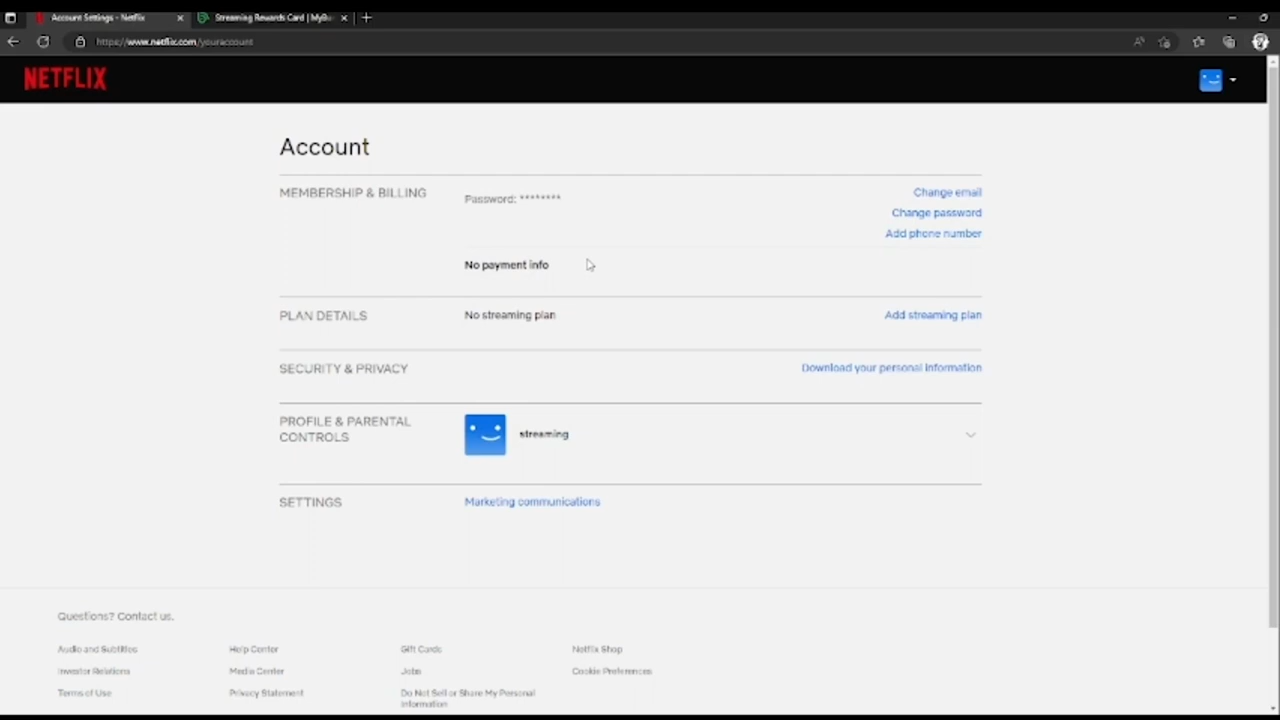 Account Settings - Netflix
Streaming Rewards Card | MyBu
https://www.netflix.com/youraccount
NETFLIX
Account
MEMBERSHIP & BILLING
Password: ********
Change email
Change password
Add phone number
No payment info
PLAN DETAILS
No streaming plan
Add streaming plan
SECURITY & PRIVACY
Download your personal information
PROFILE & PARENTAL
CONTROLS
streaming
SETTINGS
Marketing communications
Questions? Contact us.
Audio and Subtitles
Help Center
Gift Cards
Netflix Shop
Investor Relations
Media Center
Jobs
Cookie Preferences
Terms of Use
Privacy Statement
Do Not Sell or Share My Personal
Information